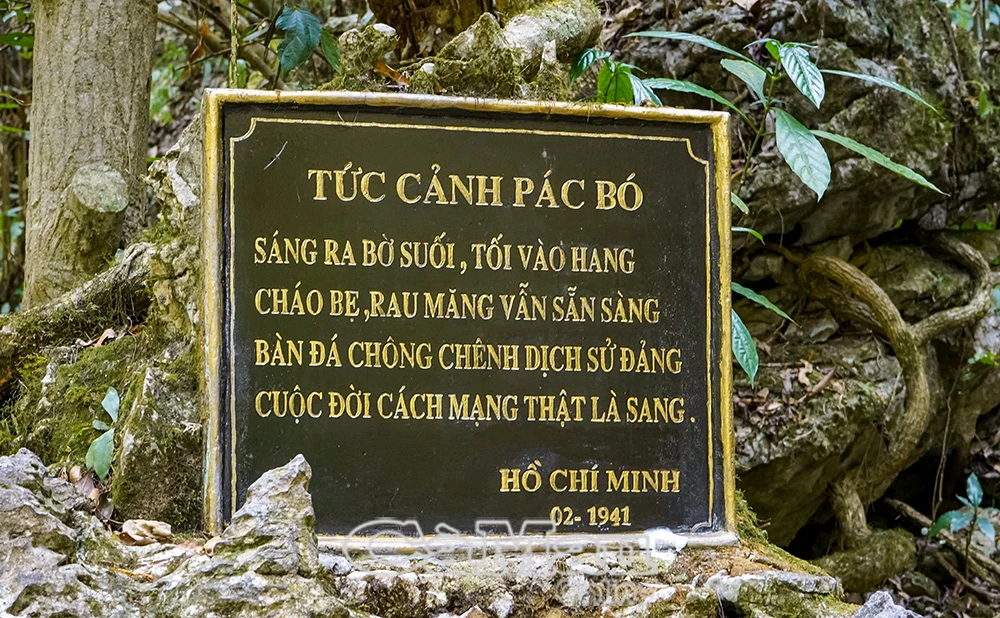 TỨC CẢNH PÁC BÓ
SÁNG RA BỜ SUỐI, TỐI VÀO HANG
CHÁO BẸ, RAU MĂNG VẪN SẴN SÀNG
BÀN ĐÁ CHÔNG CHÊNH DỊCH SỬ ĐẢNG
CUỘC ĐỜI CÁCH MẠNG THẬT LÀ SANG.
HỒ CHÍ MINH
02- 1941